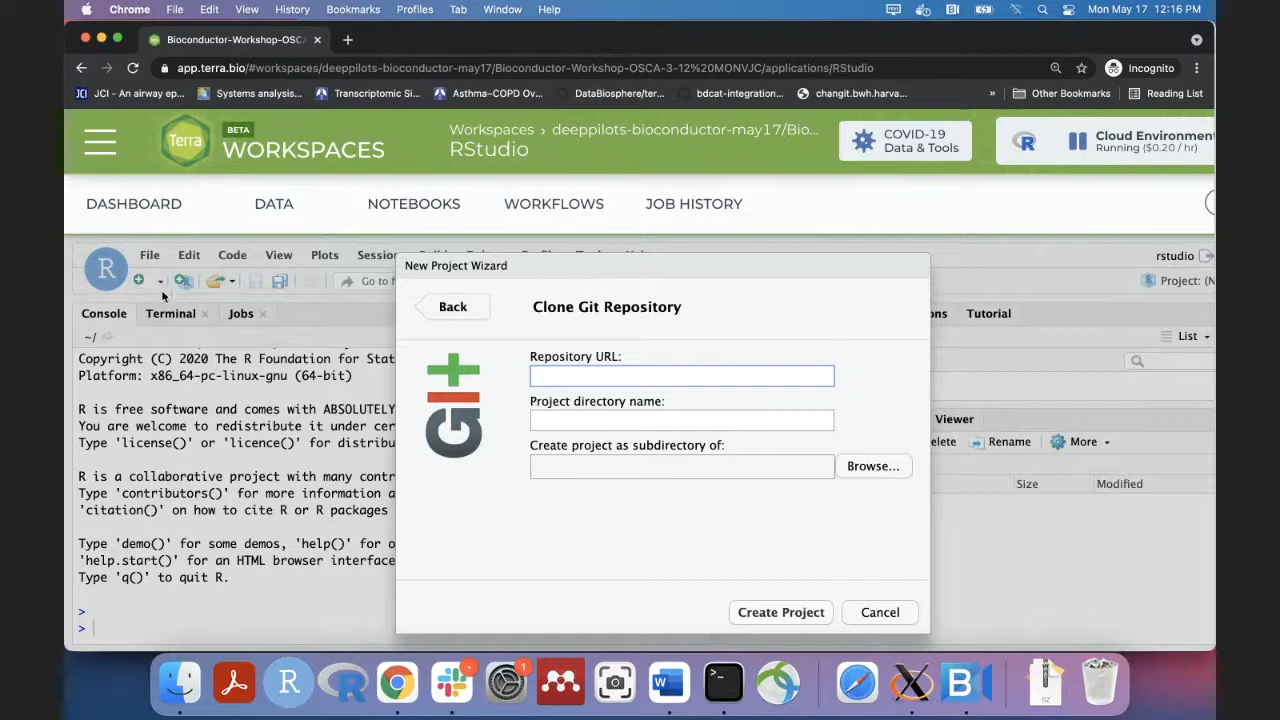 Chrome File Edit View History Bookmarks Profiles Tab Window Help Mon May 17 12:16 PM
Bioconductor-Workshop-OSCA
app.terra.bio/#workspaces/deeppilots-bioconductor-may17/Bioconductor-Workshop-OSCA-3-12%20MONVJC/applications/RStudio Incognito
JCI JCI - An airway ep... Systems analysis... Transcriptomic Si... Asthma-COPD Ov... DataBiosphere/ter... bdcat-integration... changit.bwh.harva... » Other Bookmarks Reading List
Terra BETA
WORKSPACES
Workspaces › deeppilots-bioconductor-may17/Bio...
RStudio
COVID-19
Data & Tools
Cloud Environmen
Running ($0.20 / hr)
DASHBOARD DATA NOTEBOOKS WORKFLOWS JOB HISTORY
R File Edit Code View Plots Sessio rstudio
Go to f Project: (N
Console Terminal Jobs ons Tutorial
~/ List
Copyright (C) 2020 The R Foundation for Stat
Platform: x86_64-pc-linux-gnu (64-bit)
R is free software and comes with ABSOLUTELY
You are welcome to redistribute it under cer
Type 'license()' or 'licence()' for distribu
R is a collaborative project with many contr
Type 'contributors()' for more information a
'citation()' on how to cite R or R packages
Type 'demo()' for some demos, 'help()' for o
'help.start()' for an HTML browser interface
Type 'q()' to quit R.
>
>
New Project Wizard
Back Clone Git Repository
GIt
Repository URL:
Project directory name:
Create project as subdirectory of:
Browse...
Create Project Cancel
Viewer
elete Rename More
Size Modified
R R 1 W >_ B